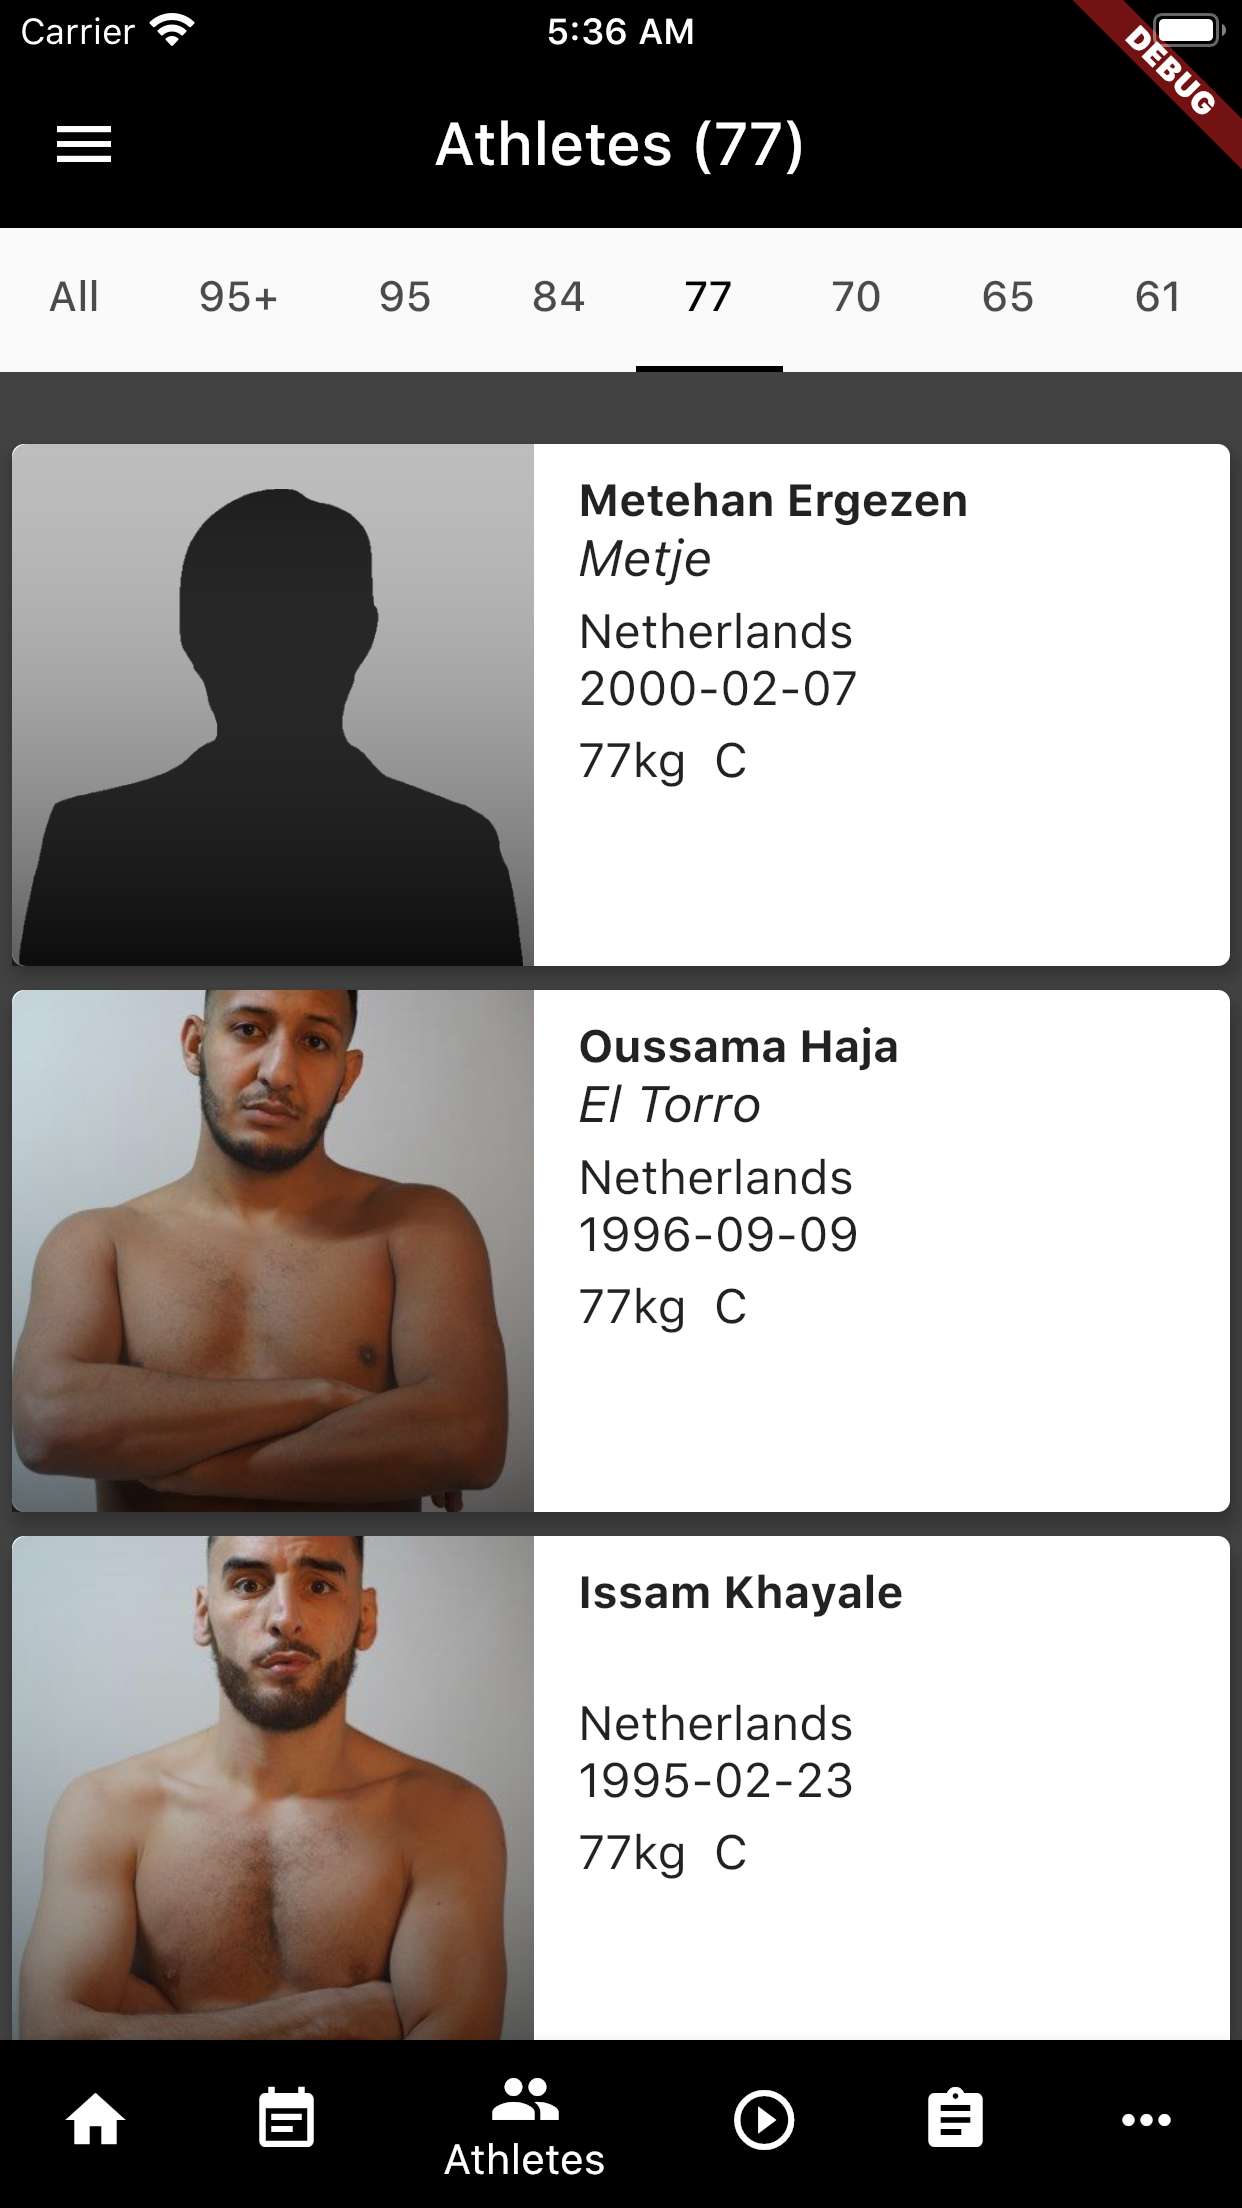 Carrier 5:36 AM
DEBUG
Athletes (77)
All 95+ 95 84 77 70 65 61
Metehan Ergezen
Metje
Netherlands
2000-02-07
77kg C
Oussama Haja
El Torro
Netherlands
1996-09-09
77kg C
Issam Khayale
Netherlands
1995-02-23
77kg C
Athletes